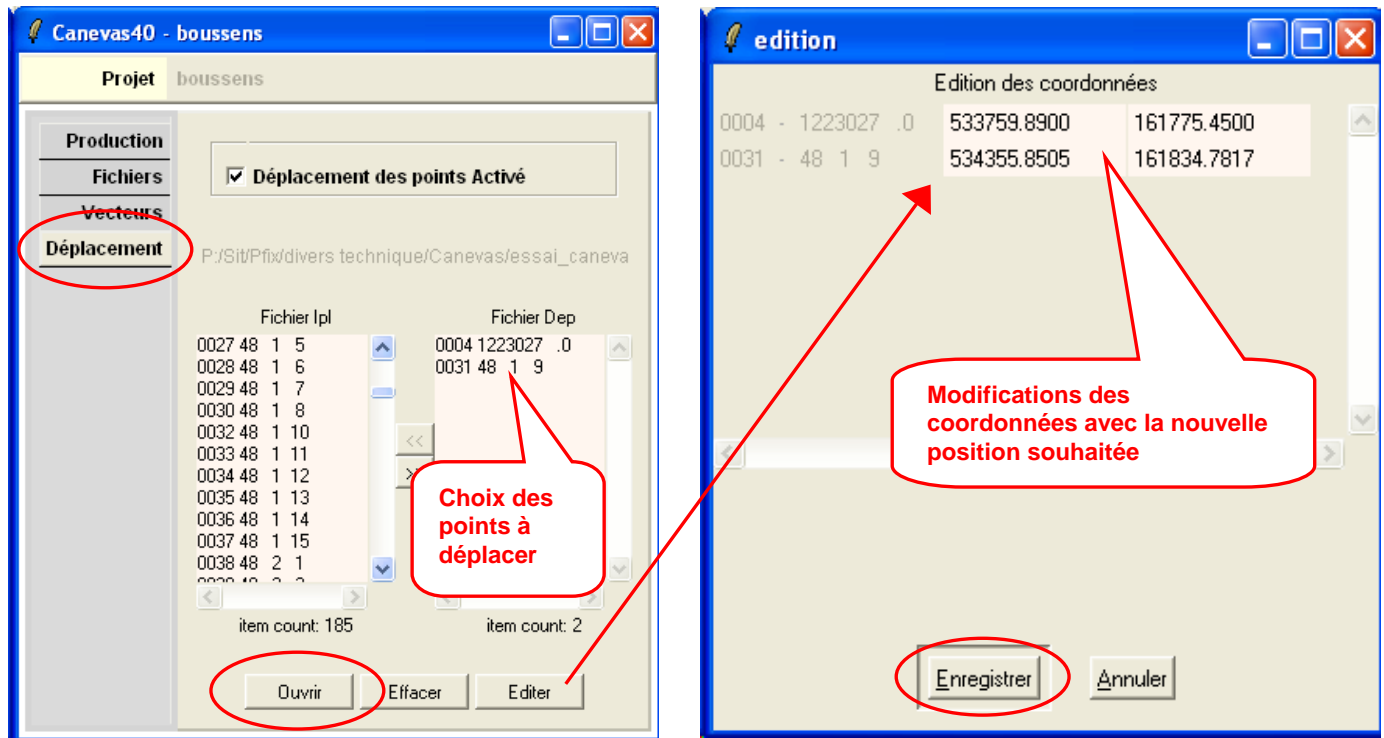 Canevas40 - boussens
Projet boussens
Production
Fichiers
Vecteurs
Déplacement
Déplacement des points Activé
P:/Sit/Pfix/divers technique/Canevas/essai_caneva
Fichier Ipl
0027 48 1 5
0028 48 1 6
0029 48 1 7
0030 48 1 8
0032 48 1 10
0033 48 1 11
0034 48 1 12
0035 48 1 13
0036 48 1 14
0037 48 1 15
0038 48 2 1
item count: 185
<<
Fichier Dep
0004 1223027 .0
0031 48 1 9
item count: 2
Choix des
points à
déplacer
Ouvrir Effacer Editer
edition
Edition des coordonnées
0004 - 1223027 .0 533759.8900 161775.4500
0031 - 48 1 9 534355.8505 161834.7817
Modifications des
coordonnées avec la nouvelle
position souhaitée
Enregistrer Annuler